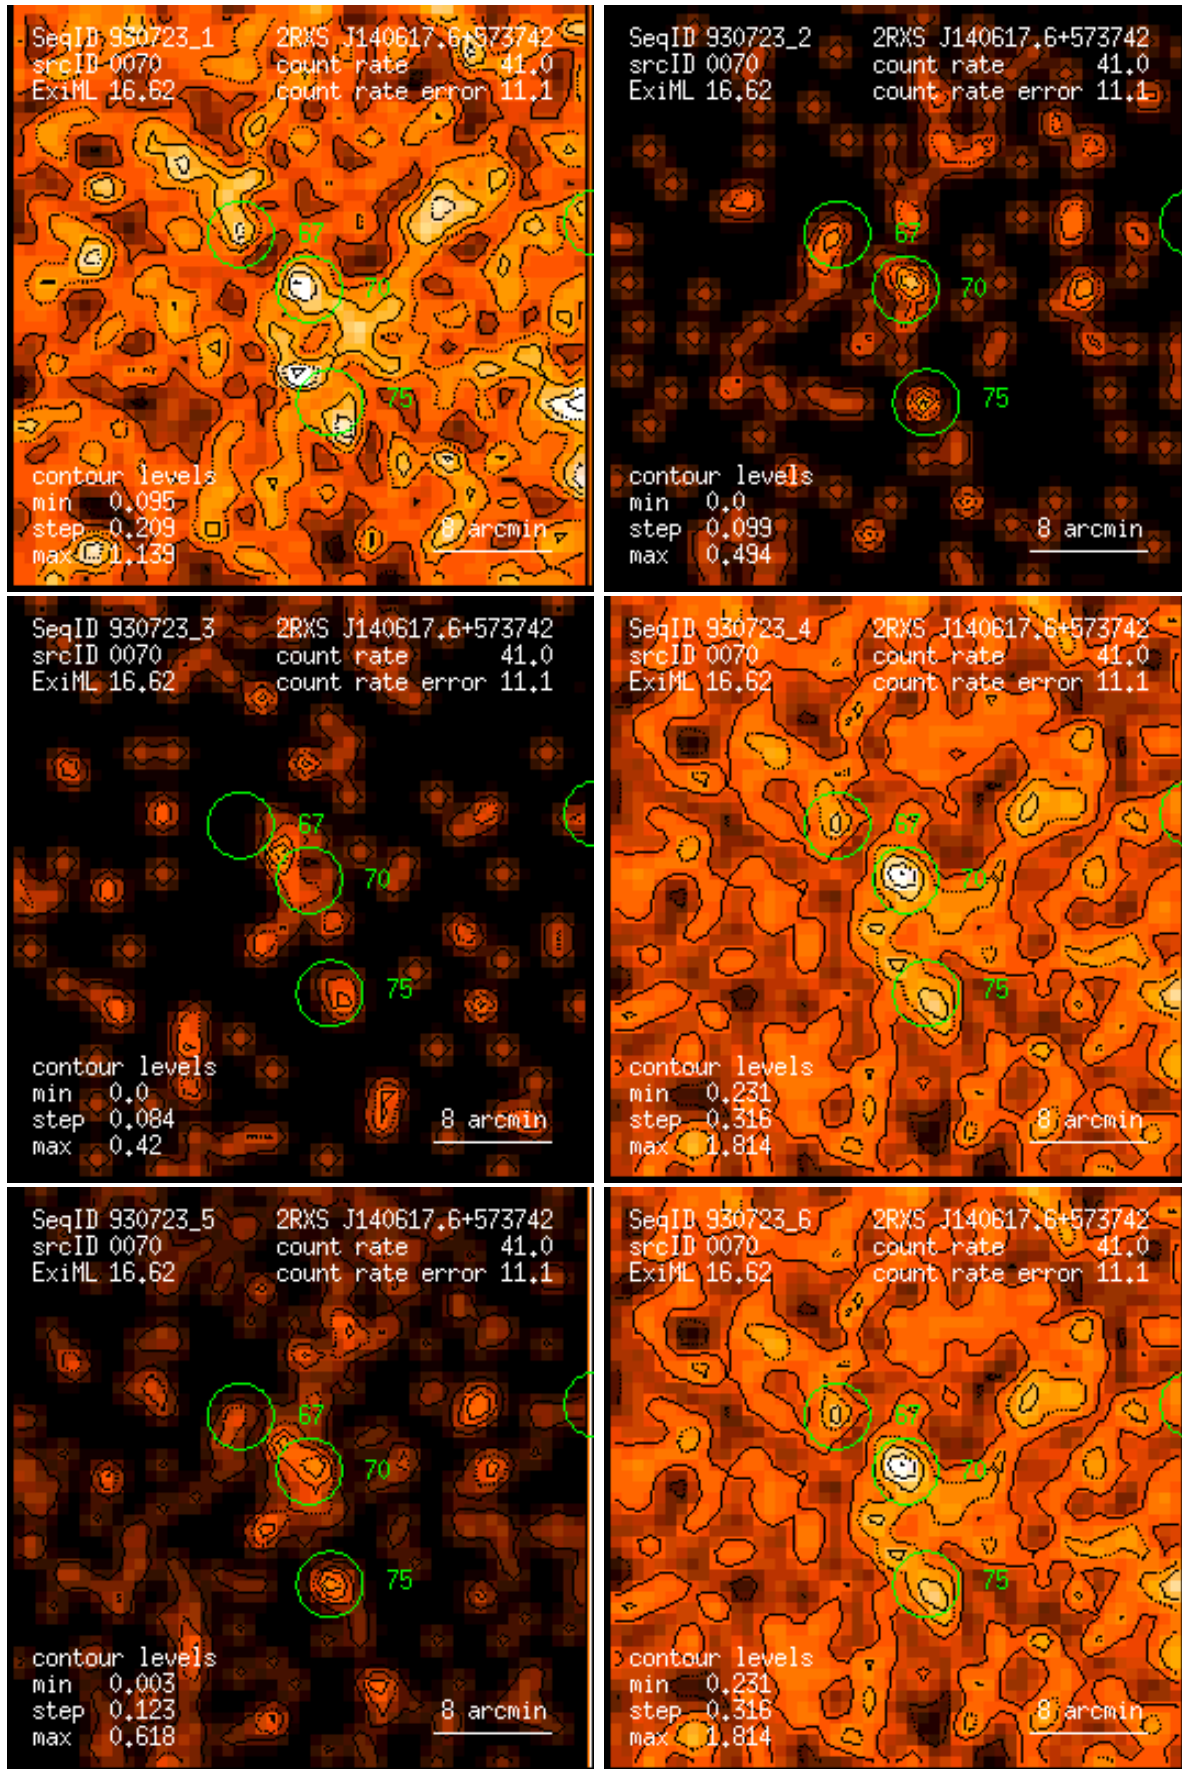 SeqID 930723_1 2RXS J140617.6+573742
srcID 0070 count rate 41.0
ExiML 16.62 count rate error 11.1
67
70
75
contour levels
min 0.095
step 0.209 8 arcmin
max 1.139
SeqID 930723_2 2RXS J140617.6+573742
srcID 0070 count rate 41.0
ExiML 16.62 count rate error 11.1
67
70
75
contour levels
min 0.0
step 0.099 8 arcmin
max 0.494
SeqID 930723_3 2RXS J140617.6+573742
srcID 0070 count rate 41.0
ExiML 16.62 count rate error 11.1
67
70
75
contour levels
min 0.0
step 0.084 8 arcmin
max 0.42
SeqID 930723_4 2RXS J140617.6+573742
srcID 0070 count rate 41.0
ExiML 16.62 count rate error 11.1
67
70
75
contour levels
min 0.231
step 0.316 8 arcmin
max 1.814
SeqID 930723_5 2RXS J140617.6+573742
srcID 0070 count rate 41.0
ExiML 16.62 count rate error 11.1
67
70
75
contour levels
min 0.003
step 0.123 8 arcmin
max 0.618
SeqID 930723_6 2RXS J140617.6+573742
srcID 0070 count rate 41.0
ExiML 16.62 count rate error 11.1
67
70
75
contour levels
min 0.231
step 0.316 8 arcmin
max 1.814